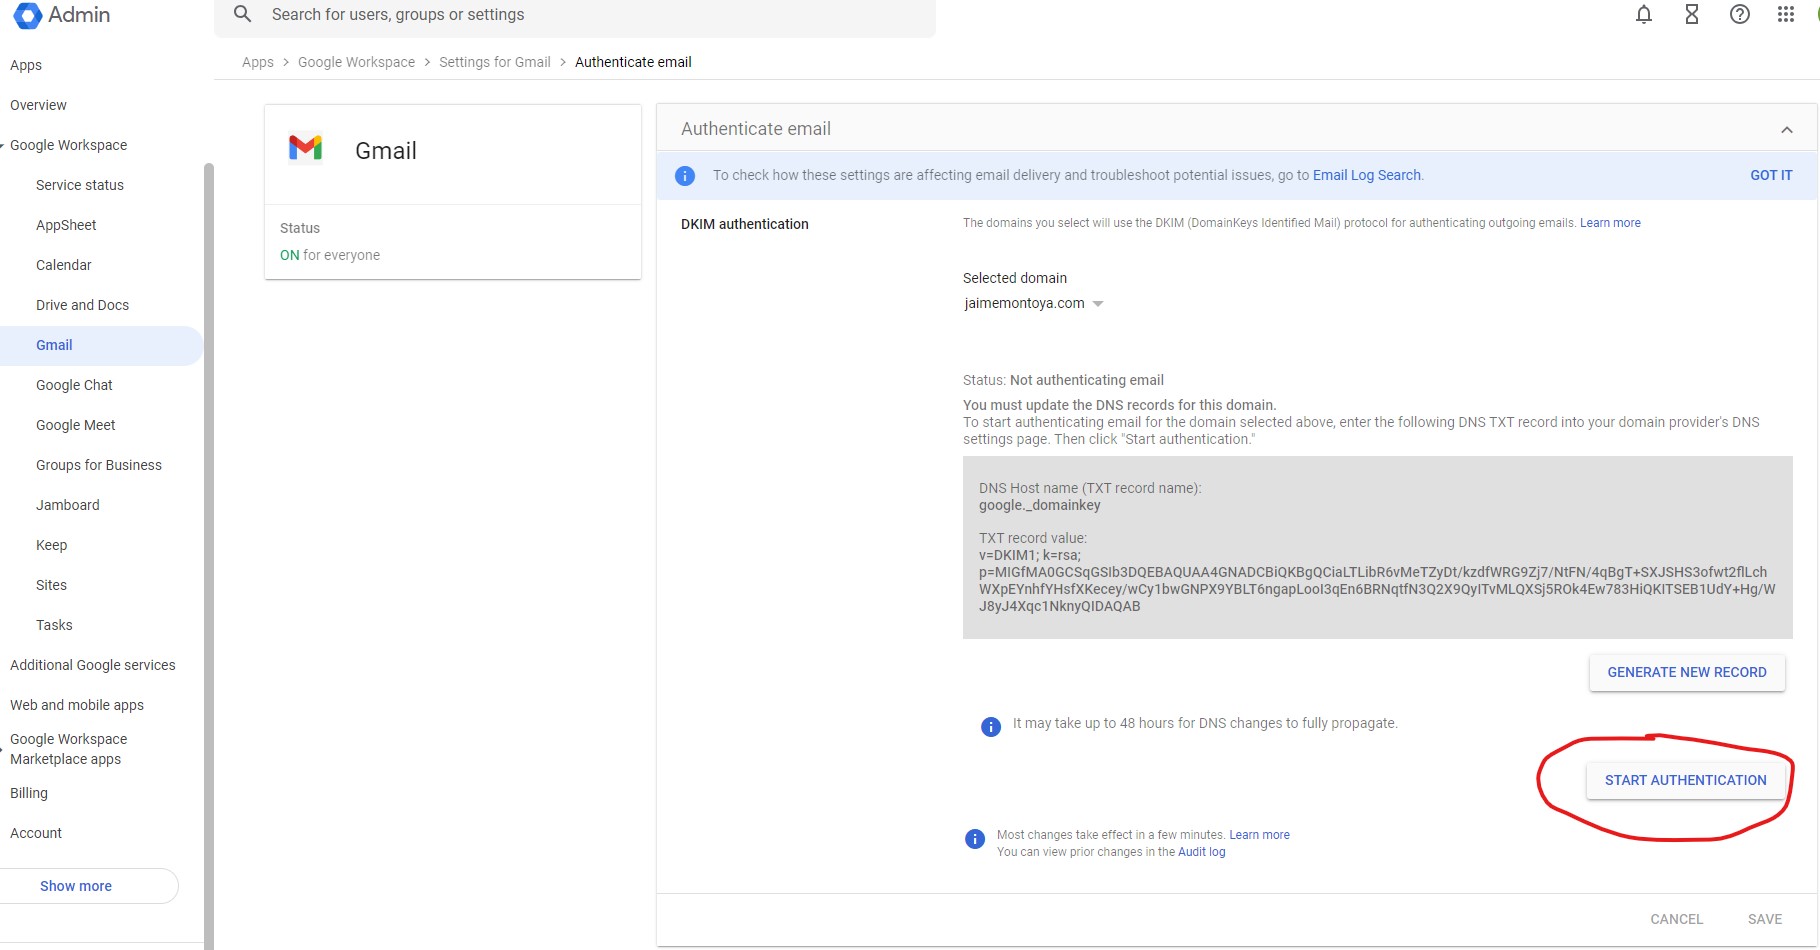 Admin
Search for users, groups or settings
Apps
Overview
Google Workspace
Service status
AppSheet
Calendar
Drive and Docs
Gmail
Google Chat
Google Meet
Groups for Business
Jamboard
Keep
Sites
Tasks
Additional Google services
Web and mobile apps
Google Workspace
Marketplace apps
Billing
Account
Show more
Apps > Google Workspace > Settings for Gmail > Authenticate email
Gmail
Status
ON for everyone
Authenticate email
To check how these settings are affecting email delivery and troubleshoot potential issues, go to Email Log Search.
GOT IT
DKIM authentication
The domains you select will use the DKIM (DomainKeys Identified Mail) protocol for authenticating outgoing emails. Learn more
Selected domain
jaimemontoya.com
Status: Not authenticating email
You must update the DNS records for this domain.
To start authenticating email for the domain selected above, enter the following DNS TXT record into your domain provider's DNS
settings page. Then click "Start authentication."
DNS Host name (TXT record name):
google._domainkey
TXT record value:
v=DKIM1; k=rsa;
p=MIGfMA0GCSqGSIb3DQEBAQUAA4GNADCBiQKBgQCiaLTLibR6vMeTZyDt/kzdfWRG9Zj7/NtFN/4qBgT+SXJSHS3ofwt2flLch
WXpEYnhfYHsfXKecey/wCy1bwGNPX9YBLT6ngapLooI3qEn6BRNqtfN3Q2X9QyITvMLQXSj5ROk4Ew783HiQKITSEB1UdY+Hg/W
J8yJ4Xqc1NknyQIDAQAB
GENERATE NEW RECORD
It may take up to 48 hours for DNS changes to fully propagate.
START AUTHENTICATION
Most changes take effect in a few minutes. Learn more
You can view prior changes in the Audit log
CANCEL
SAVE